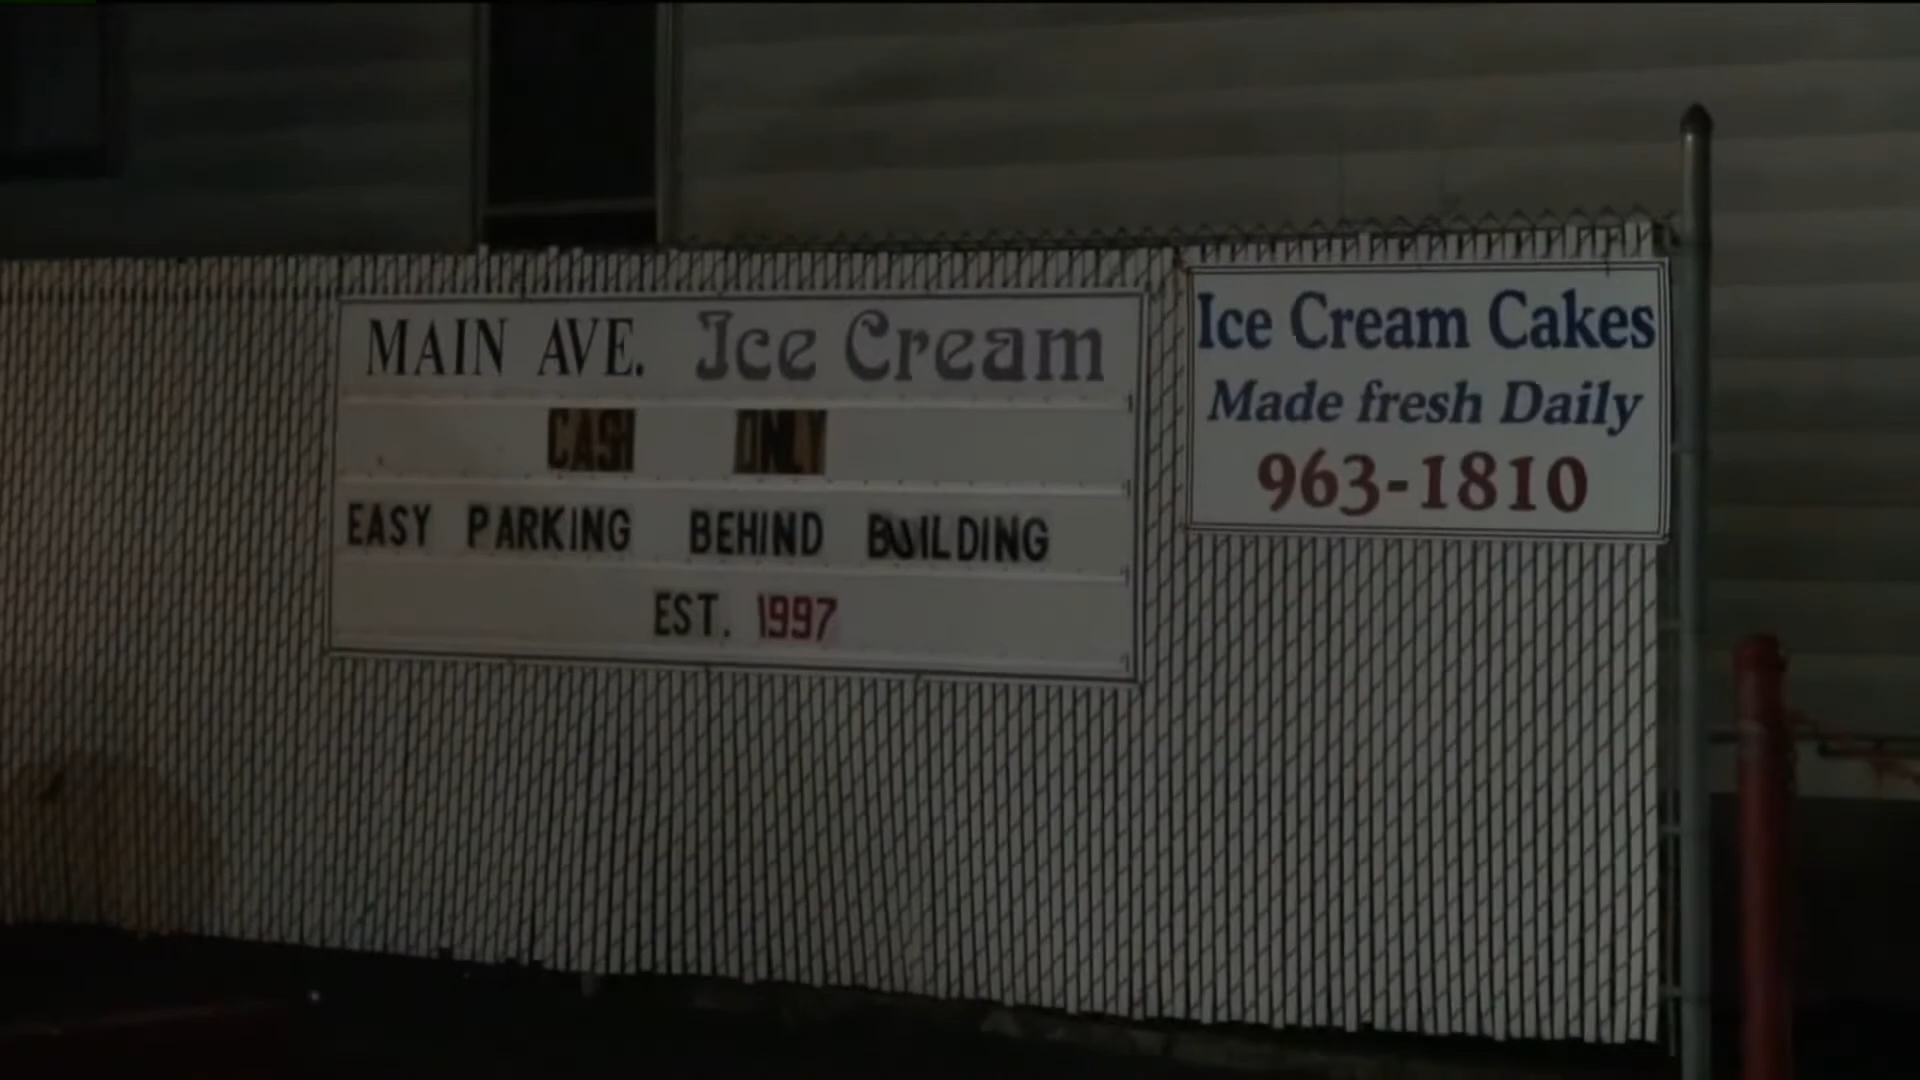 MAIN AVE. Ice Cream
CASH ONLY
EASY PARKING BEHIND BUILDING
EST. 1997
Ice Cream Cakes
Made fresh Daily
963-1810